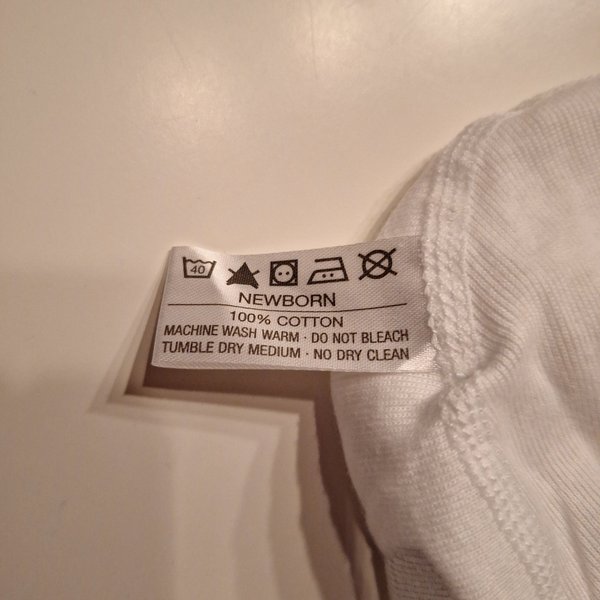 40
NEWBORN
100% COTTON
MACHINE WASH WARM · DO NOT BLEACH
TUMBLE DRY MEDIUM · NO DRY CLEAN